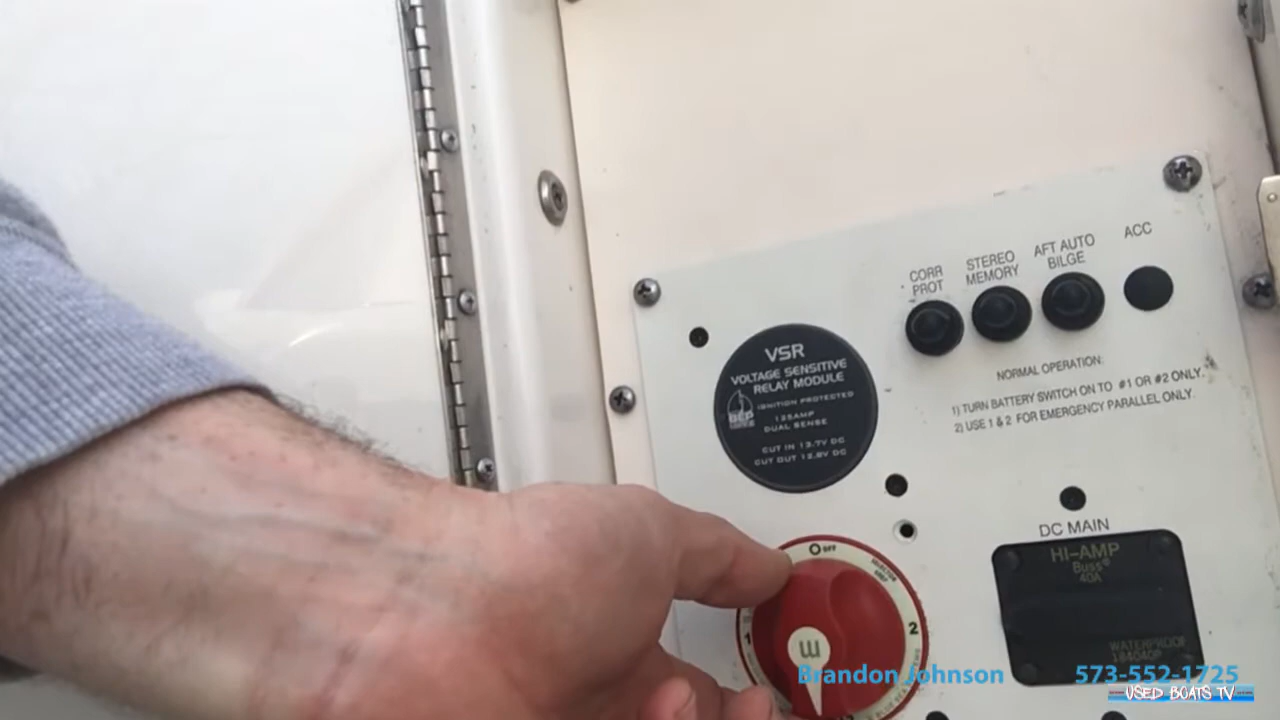 CORR
PROT
STEREO
MEMORY
AFT AUTO
BILGE
ACC
VSR
VOLTAGE SENSITIVE
RELAY MODULE
IGNITION PROTECTED
125AMP
DUAL SENSE
BEP
CUT IN 13.7V DC
CUT OUT 12.8V DC
NORMAL OPERATION:
1) TURN BATTERY SWITCH ON TO #1 OR #2 ONLY.
2) USE 1 & 2 FOR EMERGENCY PARALLEL ONLY.
DC MAIN
HI-AMP
Buss®
40A
WATERPROOF
OFF
1
2
Brandon Johnson
573-552-1725
USED BOATS TV